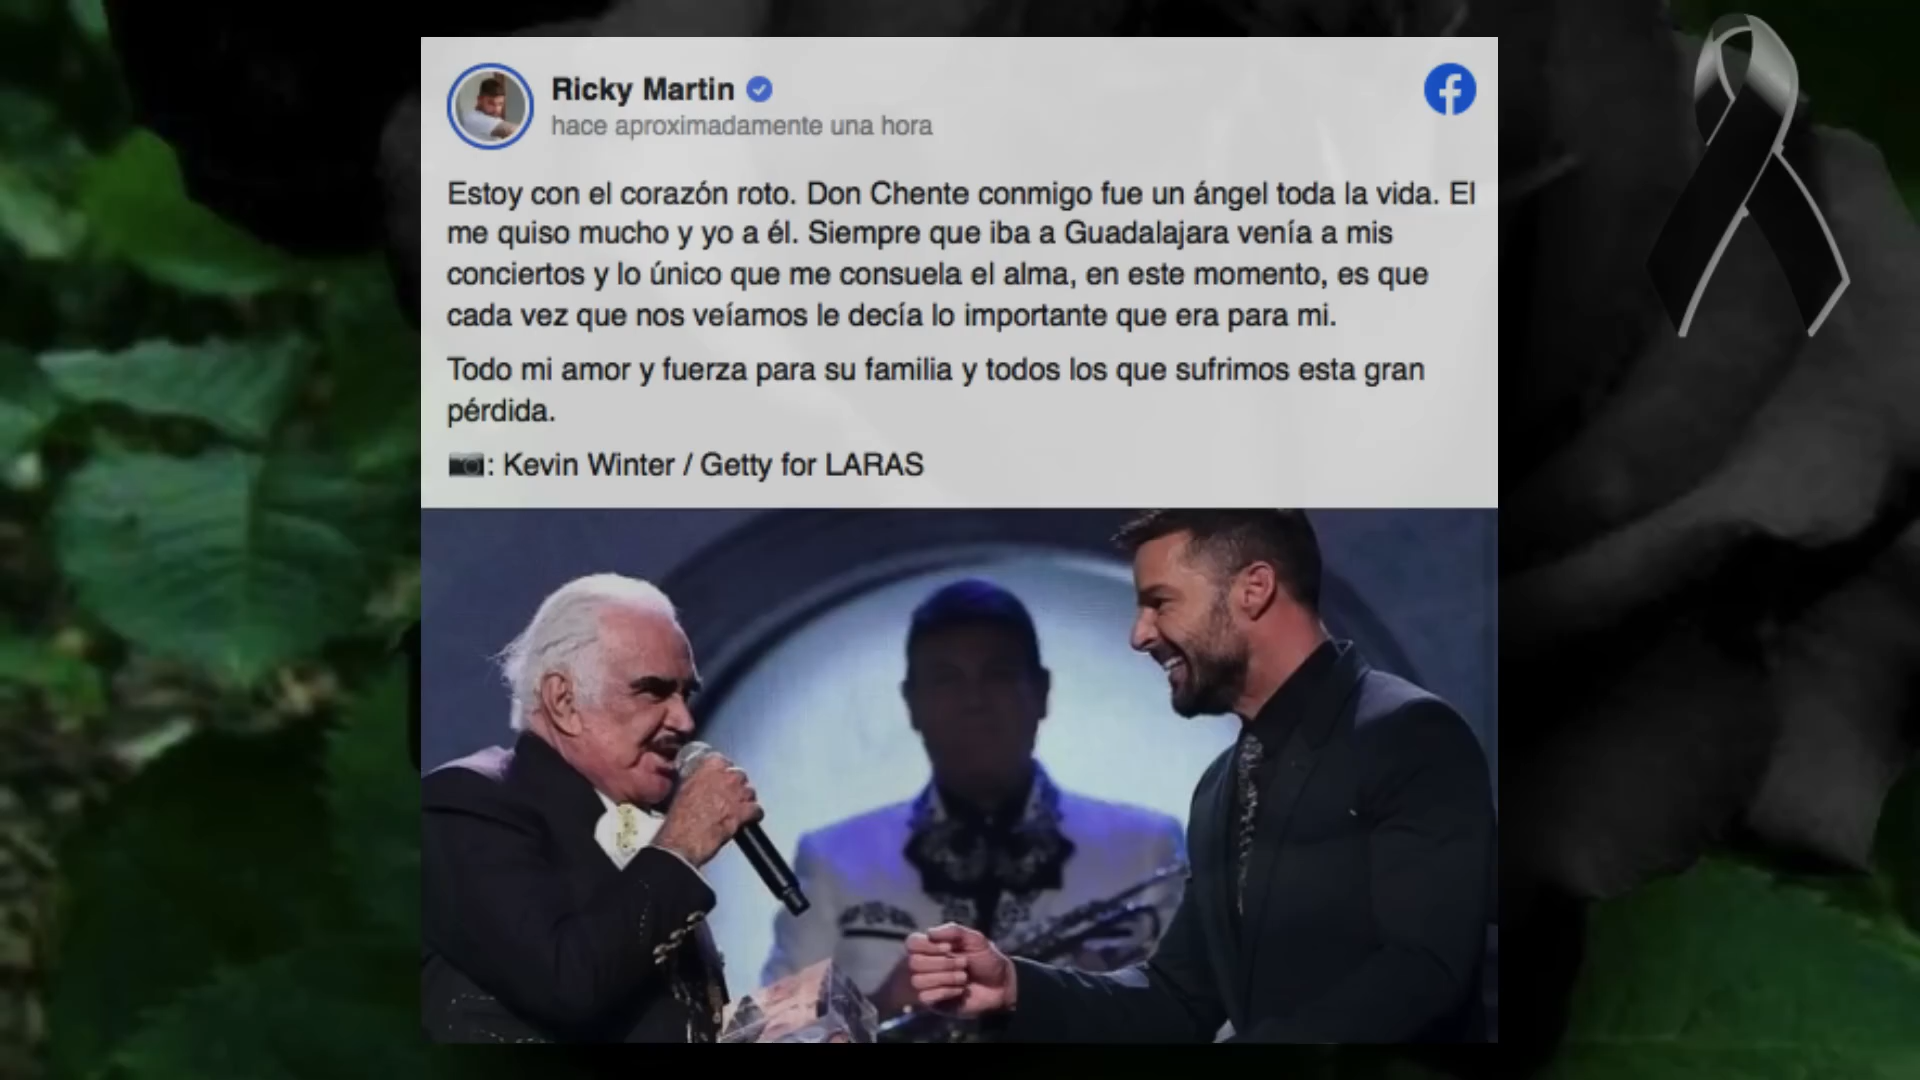 Ricky Martin
hace aproximadamente una hora
Estoy con el corazón roto. Don Chente conmigo fue un ángel toda la vida. El
me quiso mucho y yo a él. Siempre que iba a Guadalajara venía a mis
conciertos y lo único que me consuela el alma, en este momento, es que
cada vez que nos veíamos le decía lo importante que era para mi.
Todo mi amor y fuerza para su familia y todos los que sufrimos esta gran
pérdida.
📷: Kevin Winter / Getty for LARAS